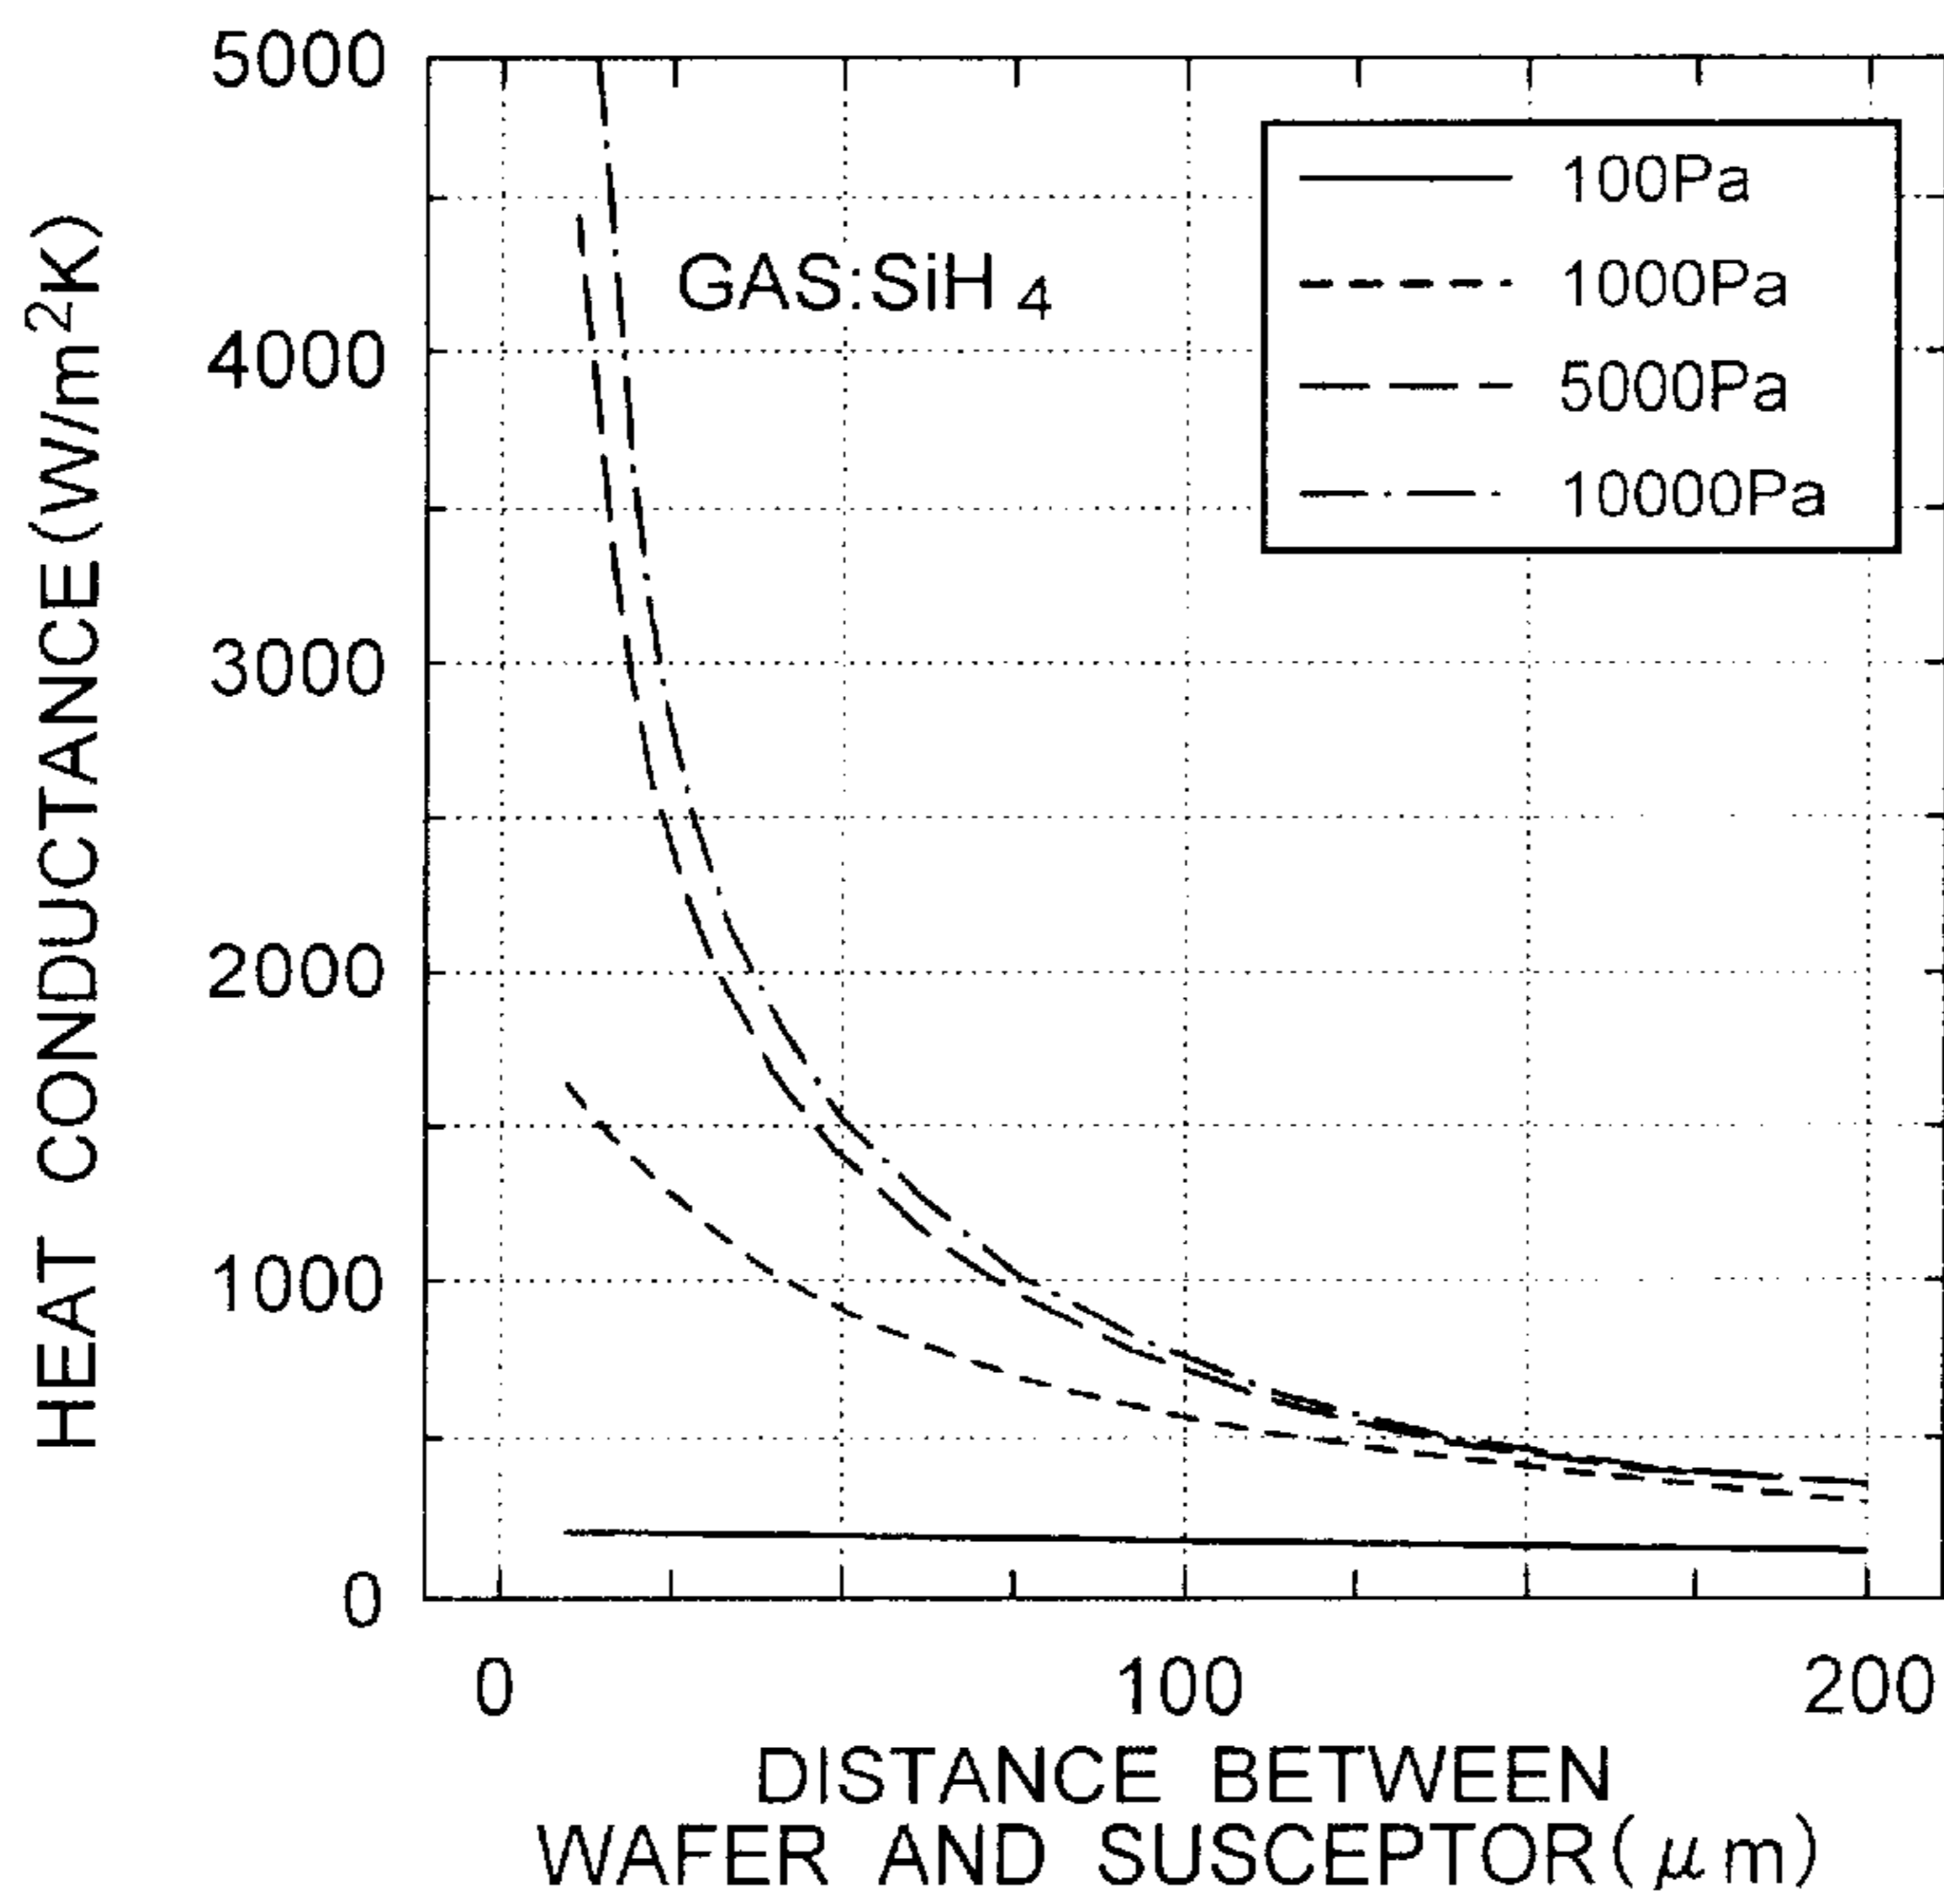 5000
4000
3000
2000
1000
0
HEAT CONDUCTANCE(W/m²K)
GAS:SiH₄
100Pa
1000Pa
5000Pa
10000Pa
0 100 200
DISTANCE BETWEEN
WAFER AND SUSCEPTOR(μm)